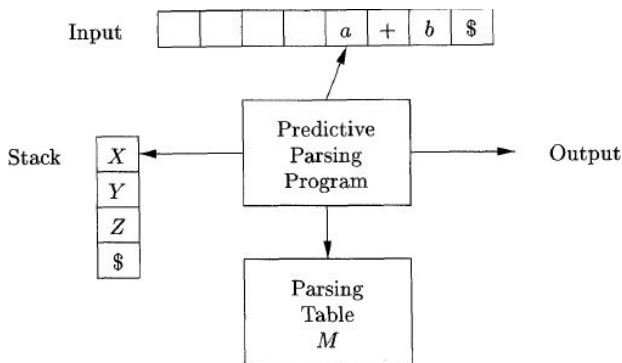 Input a + b $
Predictive
Parsing
Program
Stack
X
Y
Z
$
Output
Parsing
Table
M